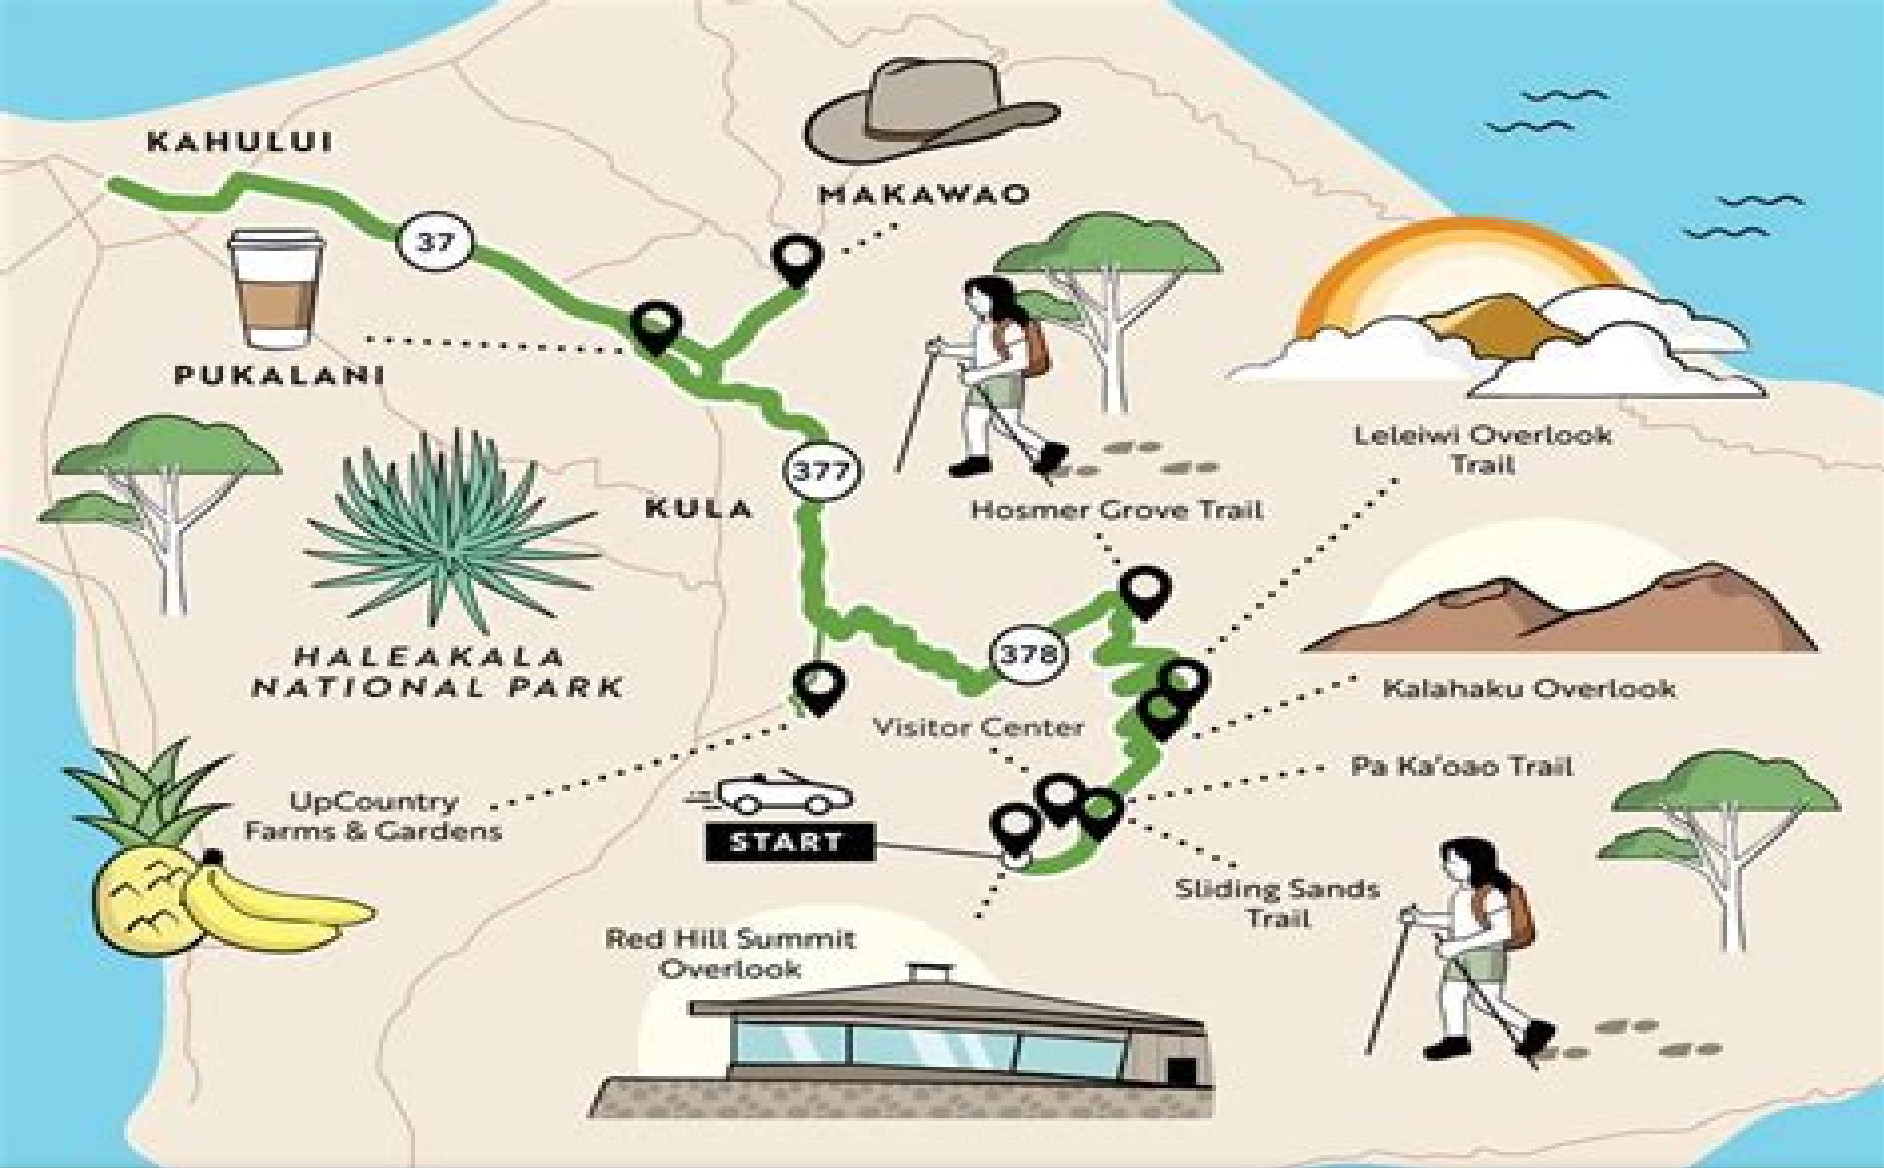 KAHULUI
MAKAWAO
37
PUKALANI
Leleiwi Overlook
Trail
377
KULA
Hosmer Grove Trail
HALEAKALA
NATIONAL PARK
378
Kalahaku Overlook
Visitor Center
Pa Ka'oao Trail
UpCountry
Farms & Gardens
START
Sliding Sands
Trail
Red Hill Summit
Overlook